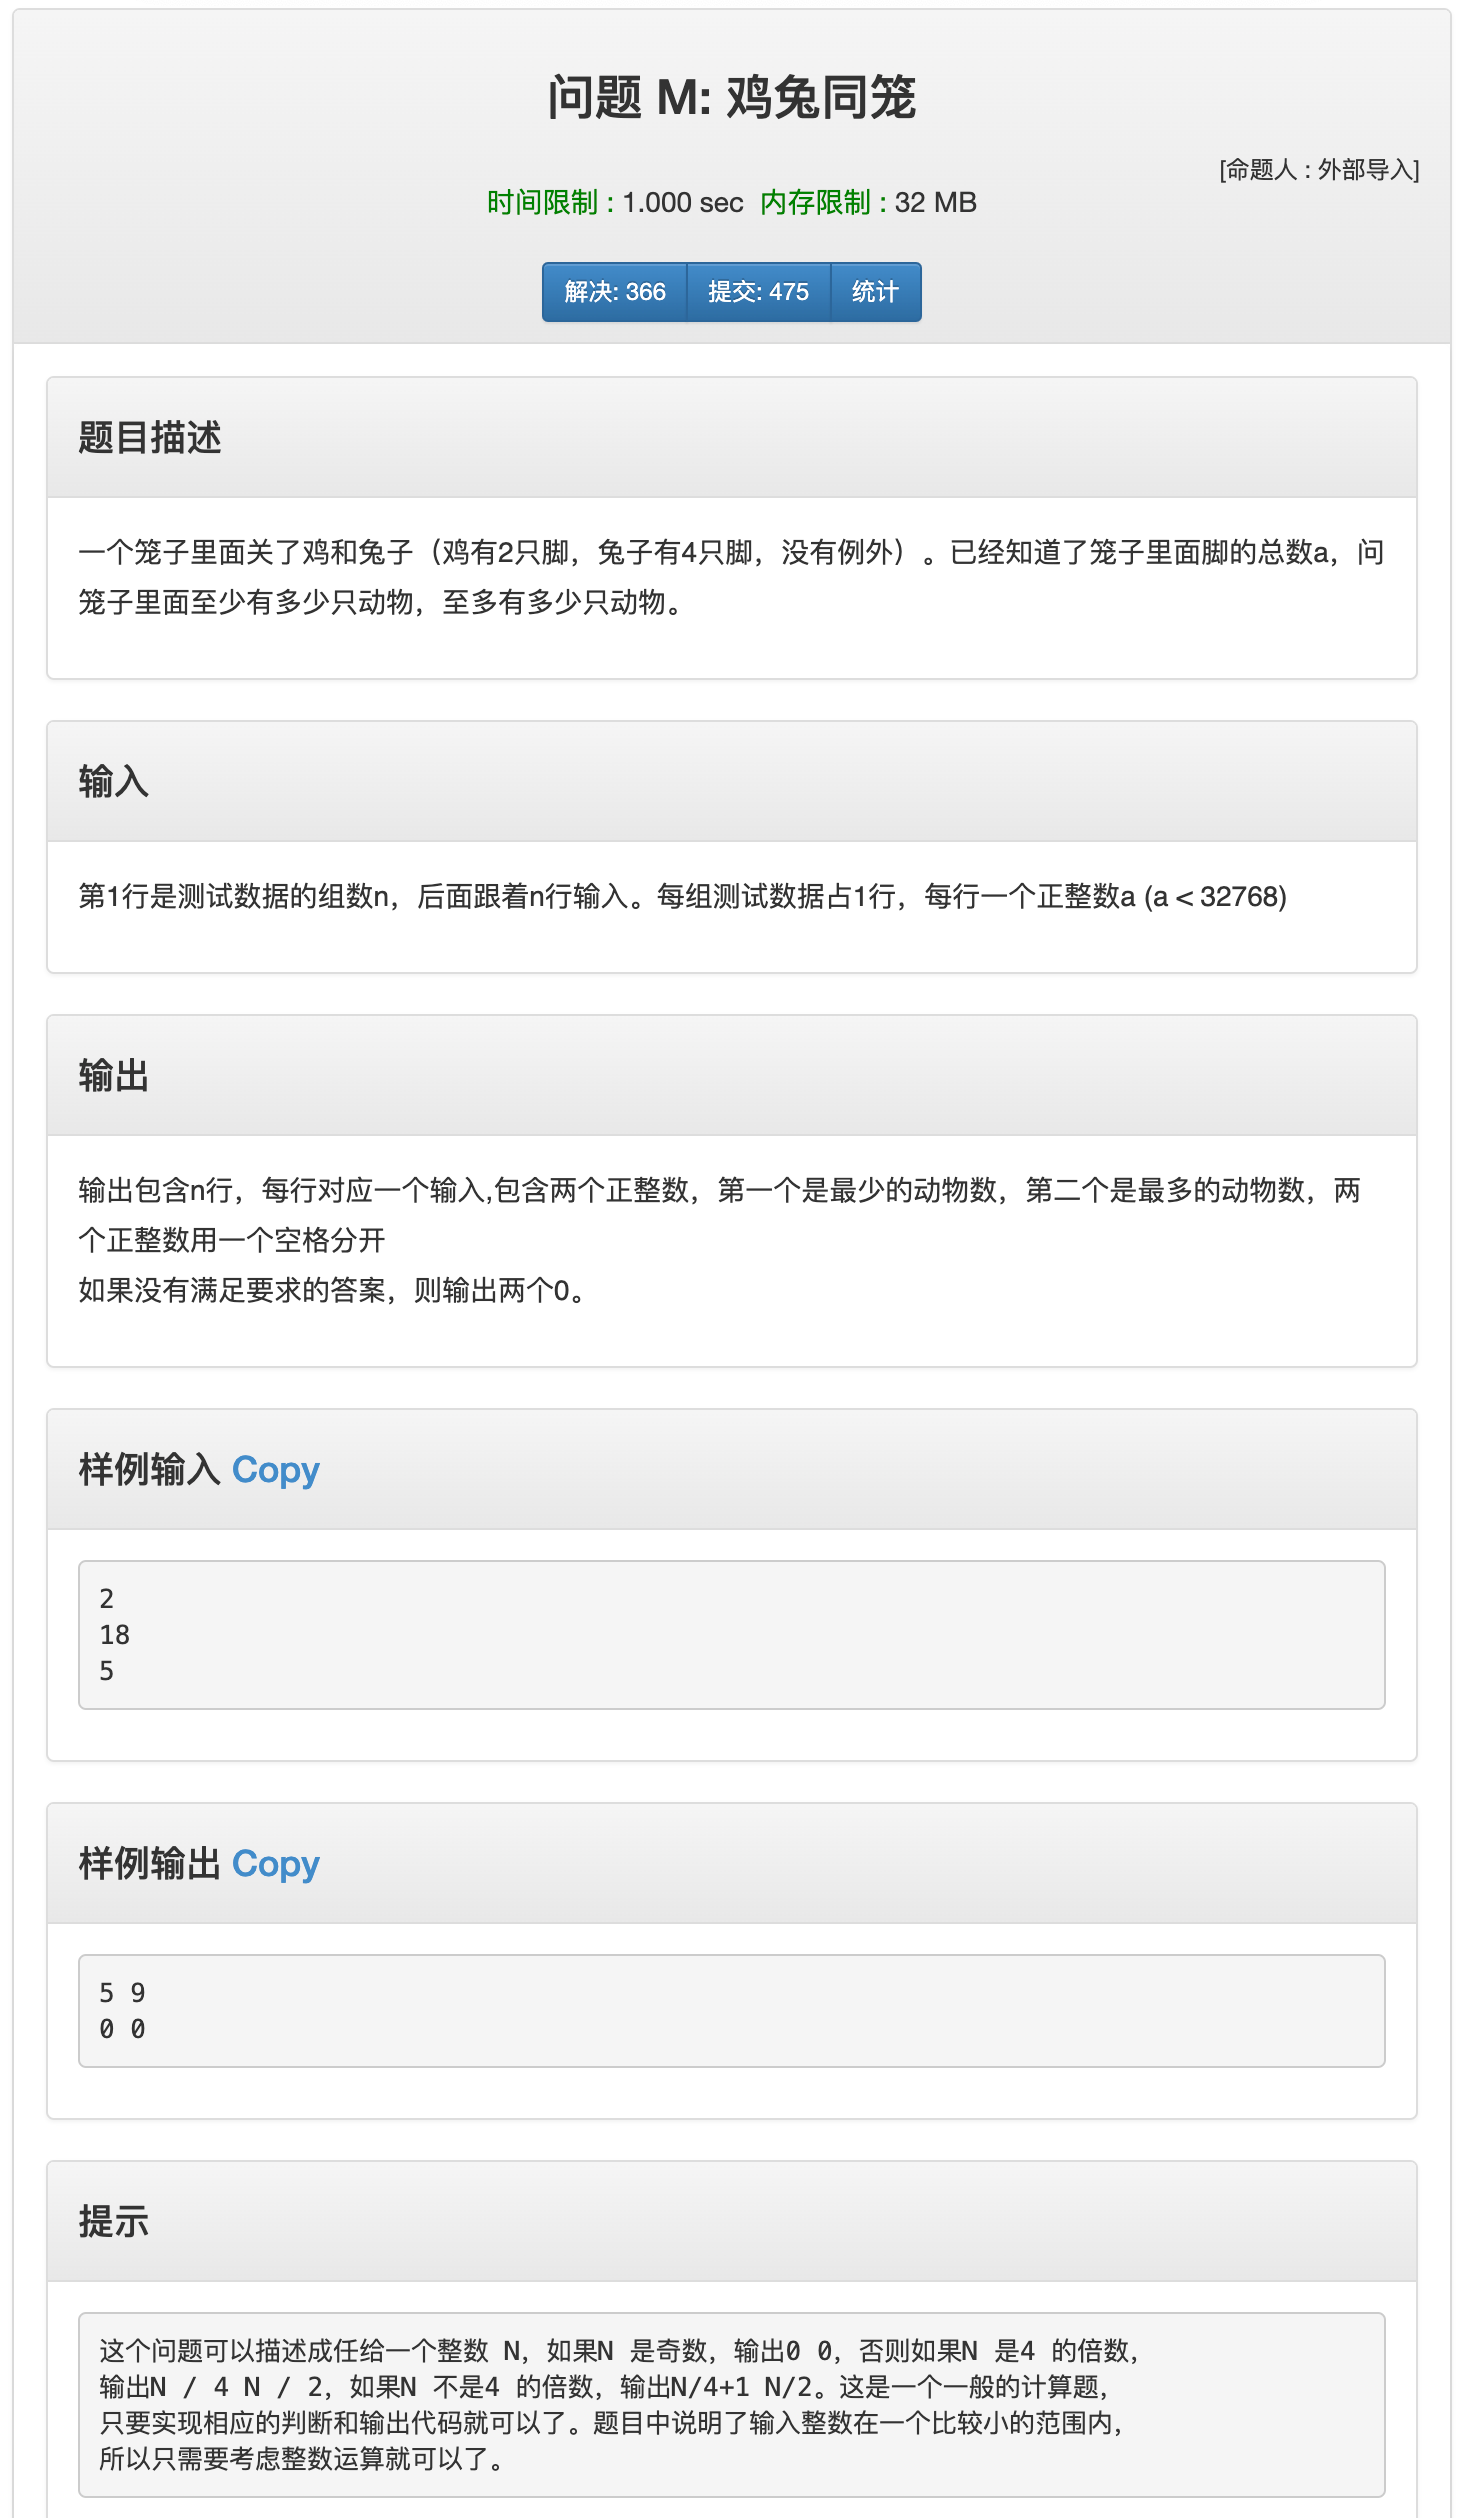 问题 M: 鸡兔同笼
[命题人 : 外部导入]
时间限制 : 1.000 sec 内存限制 : 32 MB
解决: 366 提交: 475 统计
题目描述
一个笼子里面关了鸡和兔子（鸡有2只脚，兔子有4只脚，没有例外）。已经知道了笼子里面脚的总数a，问
笼子里面至少有多少只动物，至多有多少只动物。
输入
第1行是测试数据的组数n，后面跟着n行输入。每组测试数据占1行，每行一个正整数a (a < 32768)
输出
输出包含n行，每行对应一个输入,包含两个正整数，第一个是最少的动物数，第二个是最多的动物数，两
个正整数用一个空格分开
如果没有满足要求的答案，则输出两个0。
样例输入 Copy
2
18
5
样例输出 Copy
5 9
0 0
提示
这个问题可以描述成任给一个整数 N，如果N 是奇数，输出0 0，否则如果N 是4 的倍数，
输出N / 4 N / 2，如果N 不是4 的倍数，输出N/4+1 N/2。这是一个一般的计算题，
只要实现相应的判断和输出代码就可以了。题目中说明了输入整数在一个比较小的范围内，
所以只需要考虑整数运算就可以了。